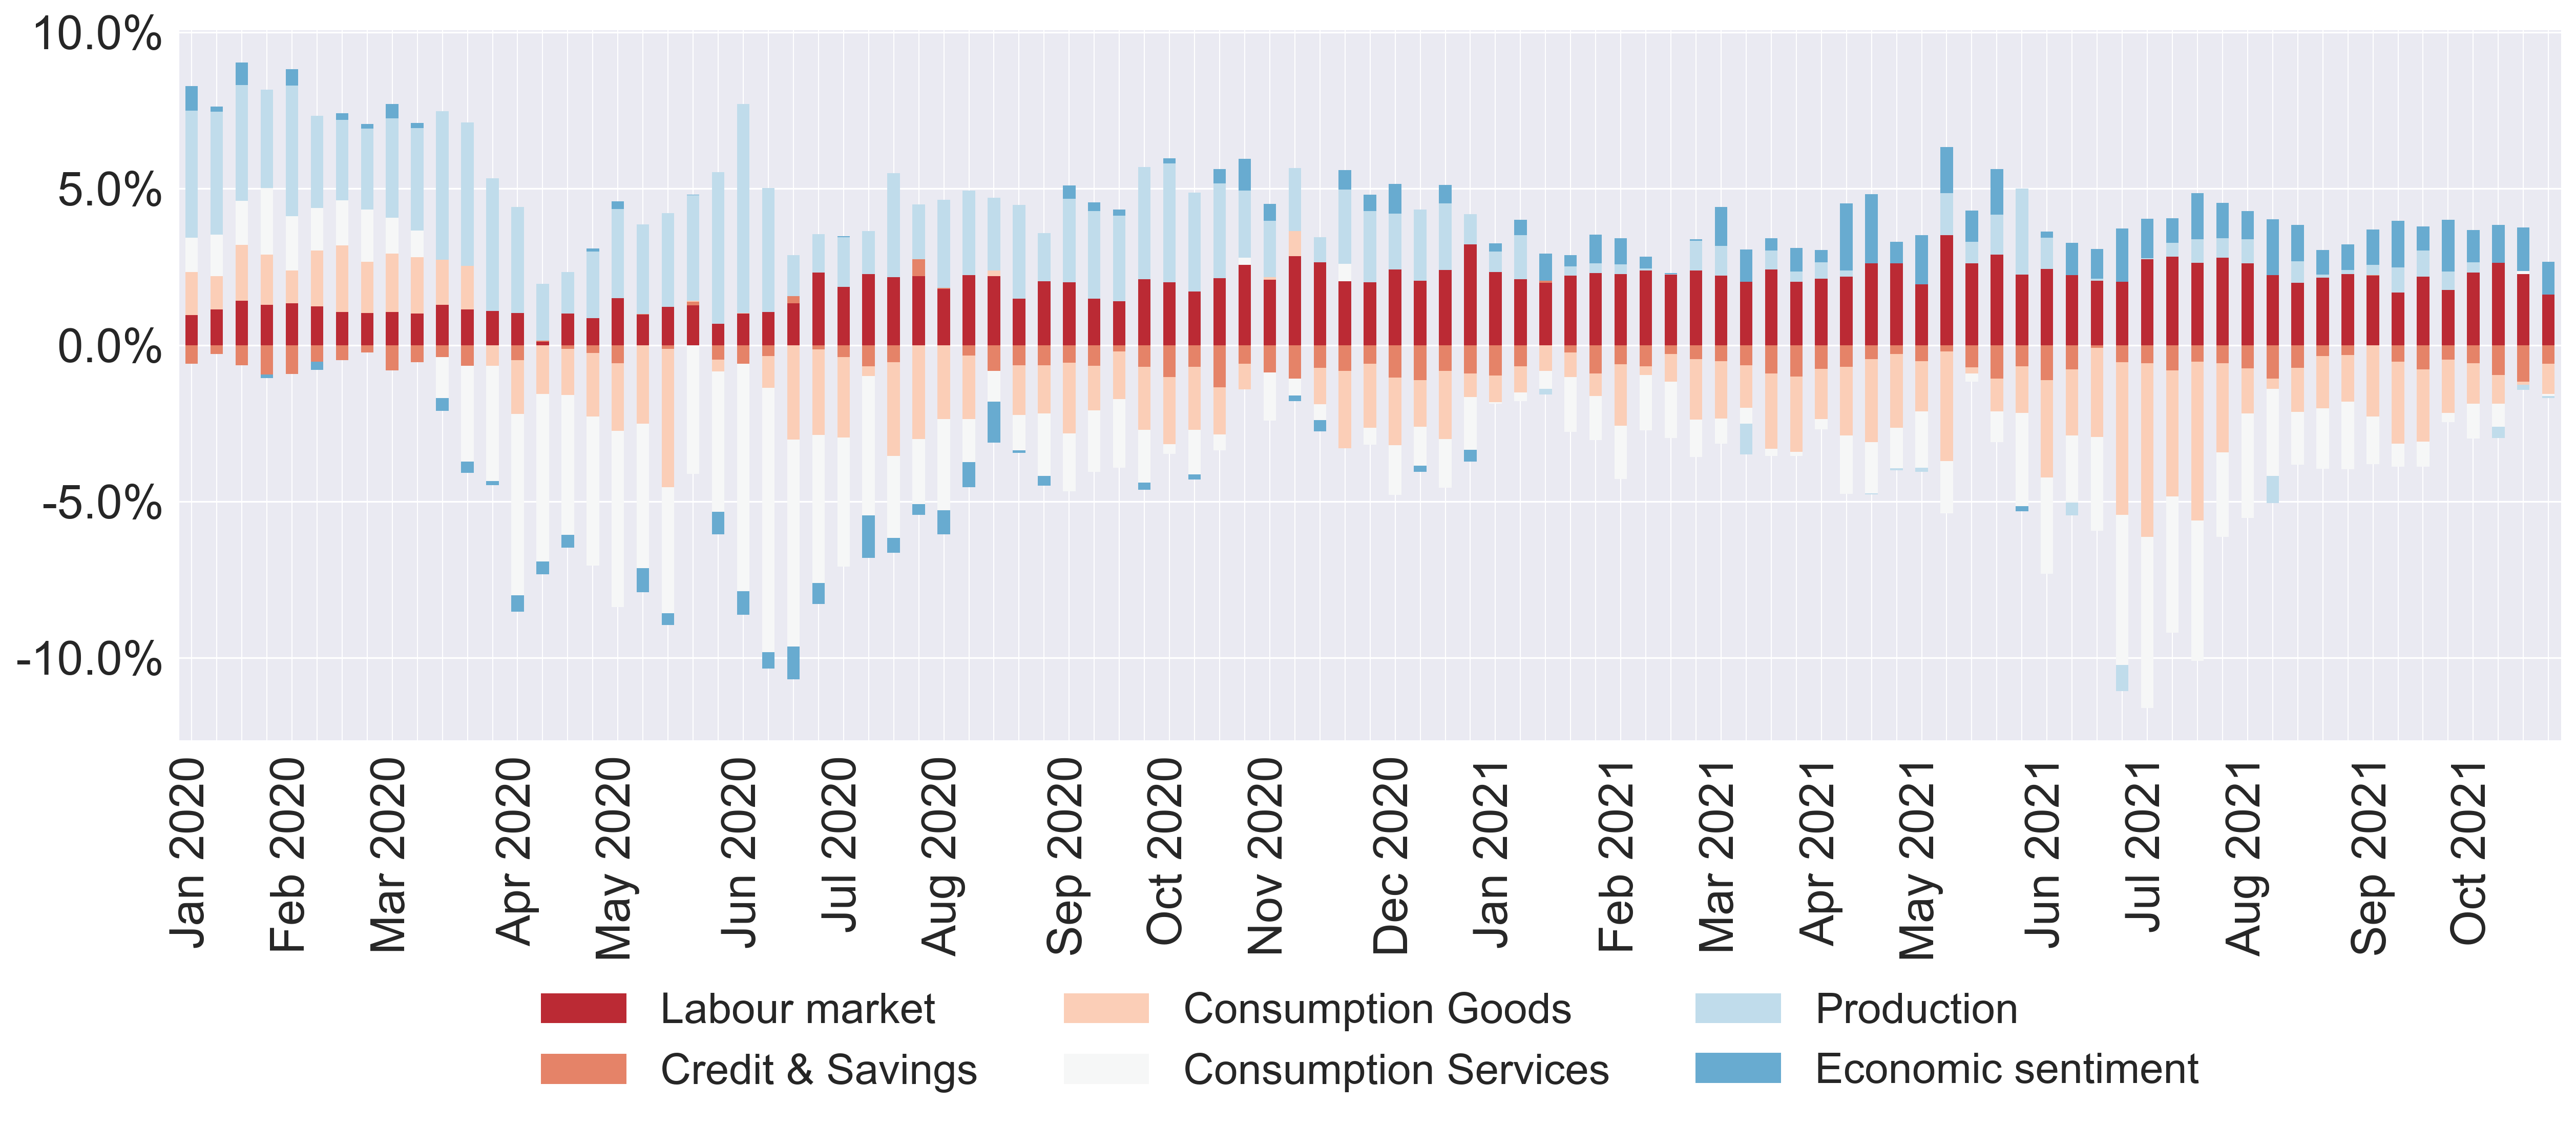 10.0%
5.0%
0.0%
-5.0%
-10.0%
Jan 2020
Feb 2020
Mar 2020
Apr 2020
May 2020
Jun 2020
Jul 2020
Aug 2020
Sep 2020
Oct 2020
Nov 2020
Dec 2020
Jan 2021
Feb 2021
Mar 2021
Apr 2021
May 2021
Jun 2021
Jul 2021
Aug 2021
Sep 2021
Oct 2021
Labour market
Consumption Goods
Production
Credit & Savings
Consumption Services
Economic sentiment